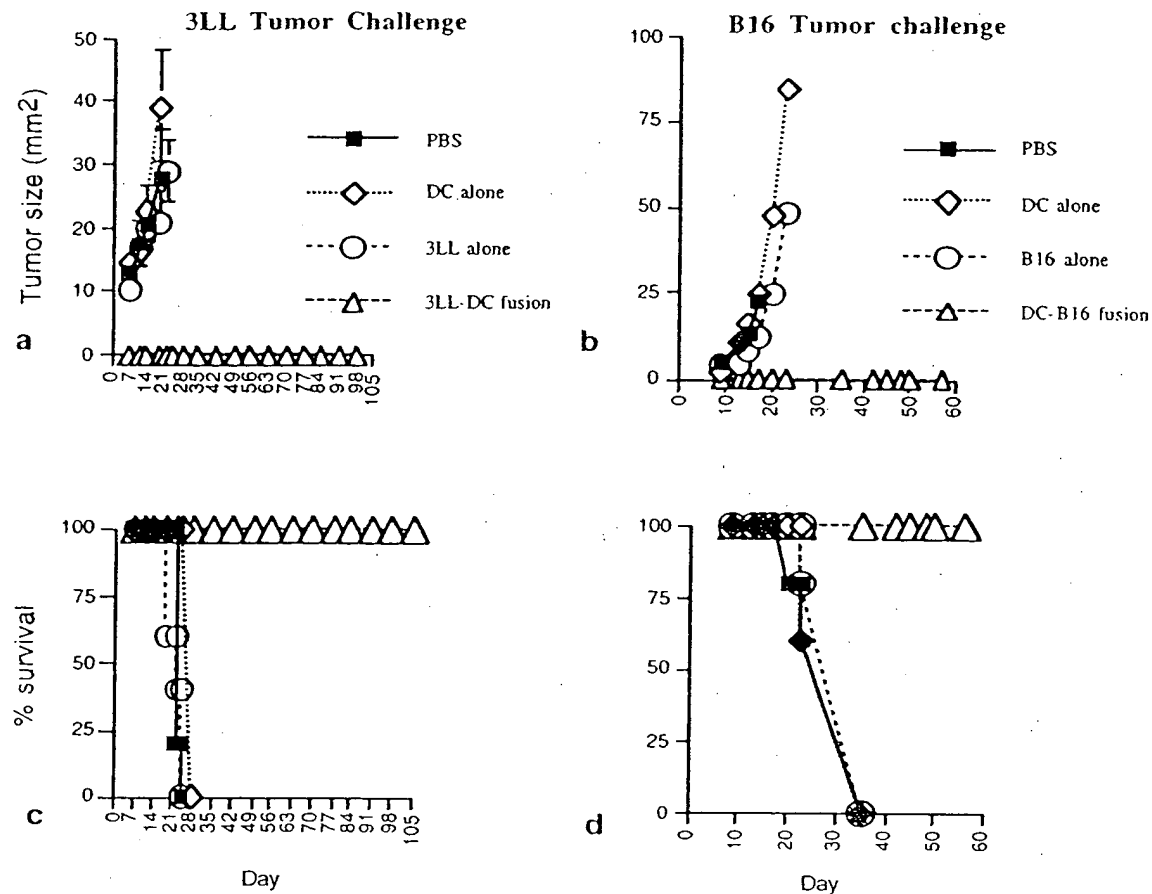 3LL Tumor Challenge
B16 Tumor challenge
Tumor size (mm2)
50
40
30
20
10
0
PBS
DC alone
3LL alone
3LL-DC fusion
a
0 7 14 21 28 35 42 49 56 63 70 77 84 91 98 105
100
75
50
25
0
PBS
DC alone
B16 alone
DC-B16 fusion
b
0 10 20 30 40 50 60
% survival
100
75
50
25
0
c
0 7 14 21 28 35 42 49 56 63 70 77 84 91 98 105
Day
100
75
50
25
0
d
0 10 20 30 40 50 60
Day